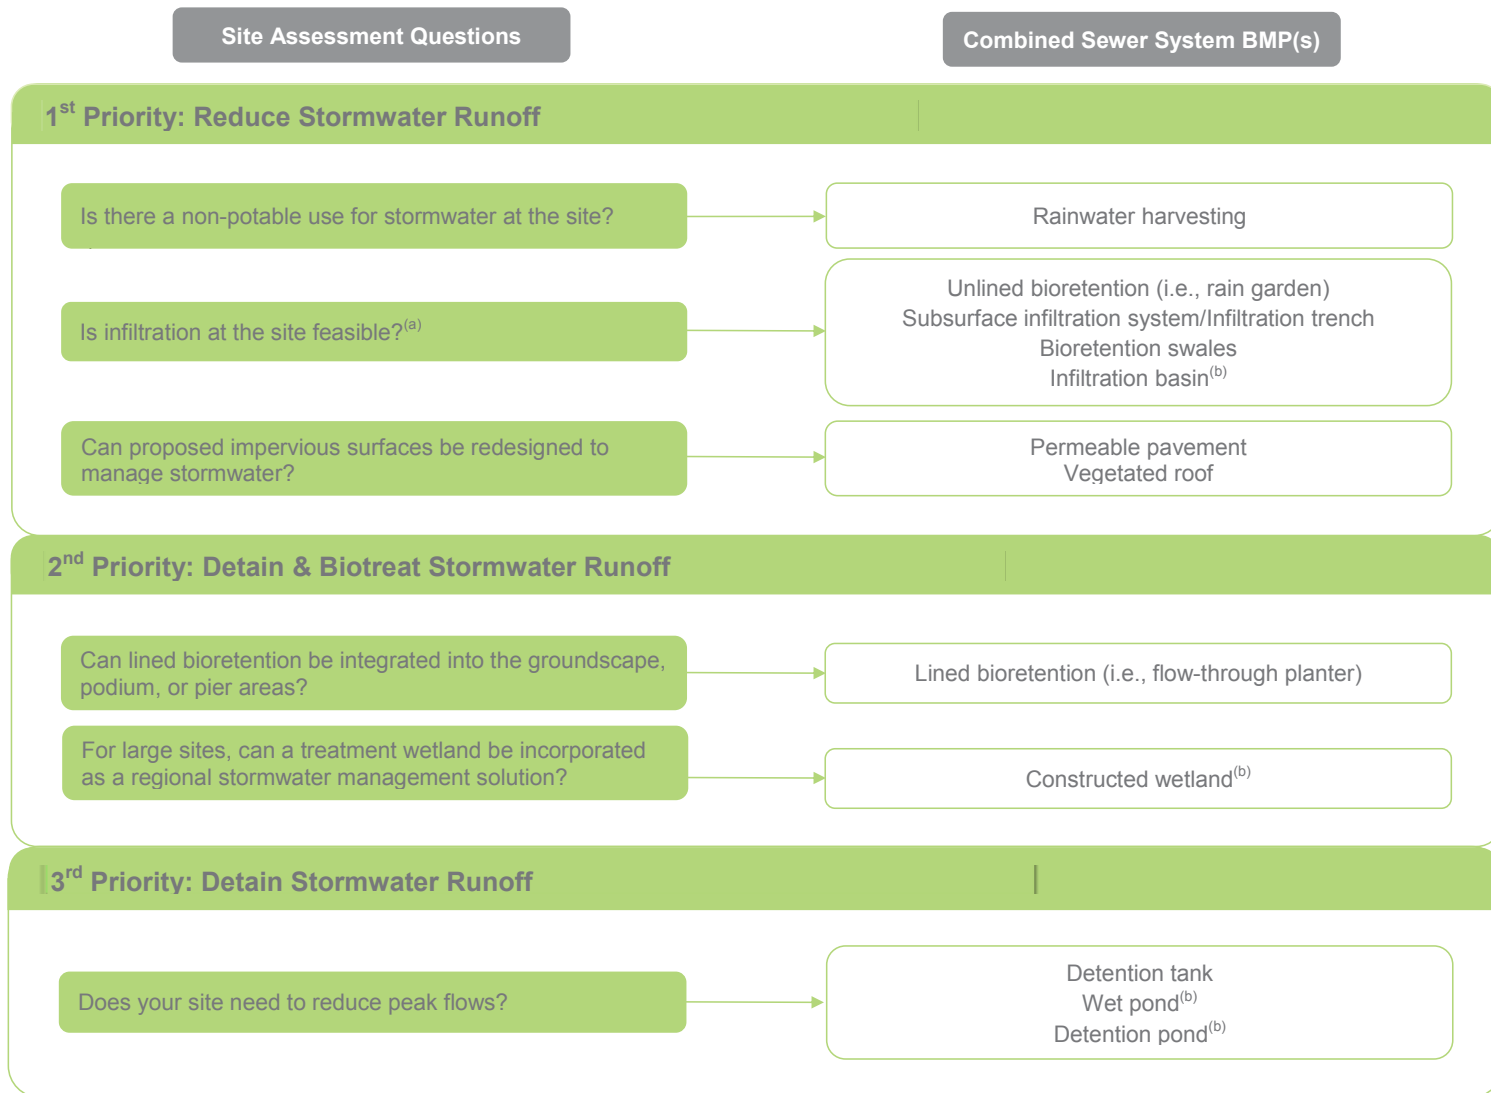 Site Assessment Questions
Combined Sewer System BMP(s)
1st Priority: Reduce Stormwater Runoff
Is there a non-potable use for stormwater at the site?
Rainwater harvesting
Is infiltration at the site feasible?(a)
Unlined bioretention (i.e., rain garden)
Subsurface infiltration system/Infiltration trench
Bioretention swales
Infiltration basin(b)
Can proposed impervious surfaces be redesigned to
manage stormwater?
Permeable pavement
Vegetated roof
2nd Priority: Detain & Biotreat Stormwater Runoff
Can lined bioretention be integrated into the groundscape,
podium, or pier areas?
Lined bioretention (i.e., flow-through planter)
For large sites, can a treatment wetland be incorporated
as a regional stormwater management solution?
Constructed wetland(b)
3rd Priority: Detain Stormwater Runoff
Does your site need to reduce peak flows?
Detention tank
Wet pond(b)
Detention pond(b)